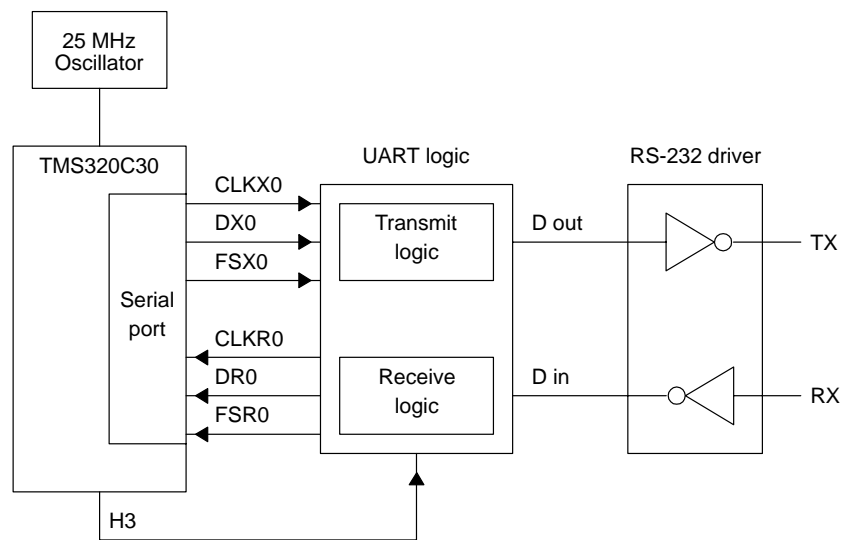 25 MHz
Oscillator
TMS320C30
UART logic
RS-232 driver
CLKX0
DX0
FSX0
Transmit
logic
D out
TX
Serial
port
CLKR0
DR0
FSR0
Receive
logic
D in
RX
H3